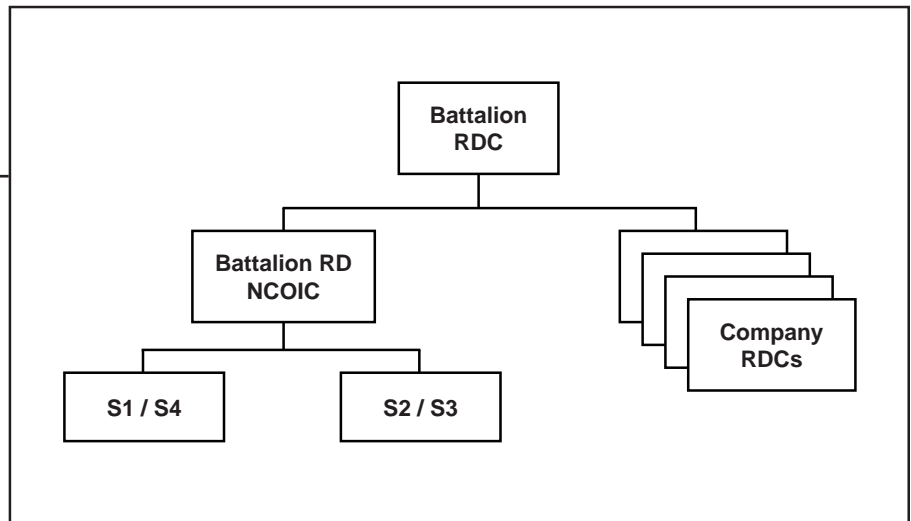 Battalion
RDC
Battalion RD
NCOIC
Company
RDCs
S1 / S4
S2 / S3